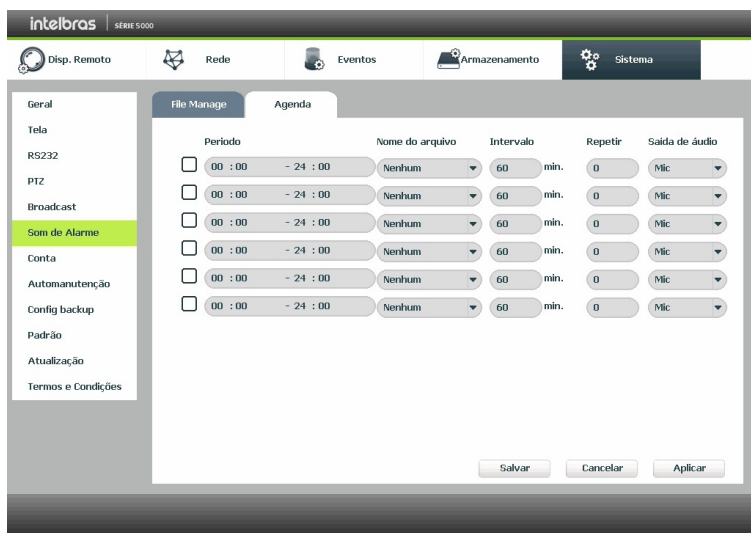 intelbras SÉRIE 5000
Disp. Remoto Rede Eventos Armazenamento Sistema
Geral
Tela
RS232
PTZ
Broadcast
Som de Alarme
Conta
Automanutenção
Config backup
Padrão
Atualização
Termos e Condições
File Manage Agenda
Periodo Nome do arquivo Intervalo Repetir Saida de áudio
00 :00 - 24 :00 Nenhum 60 min. 0 Mic
00 :00 - 24 :00 Nenhum 60 min. 0 Mic
00 :00 - 24 :00 Nenhum 60 min. 0 Mic
00 :00 - 24 :00 Nenhum 60 min. 0 Mic
00 :00 - 24 :00 Nenhum 60 min. 0 Mic
00 :00 - 24 :00 Nenhum 60 min. 0 Mic
Salvar Cancelar Aplicar